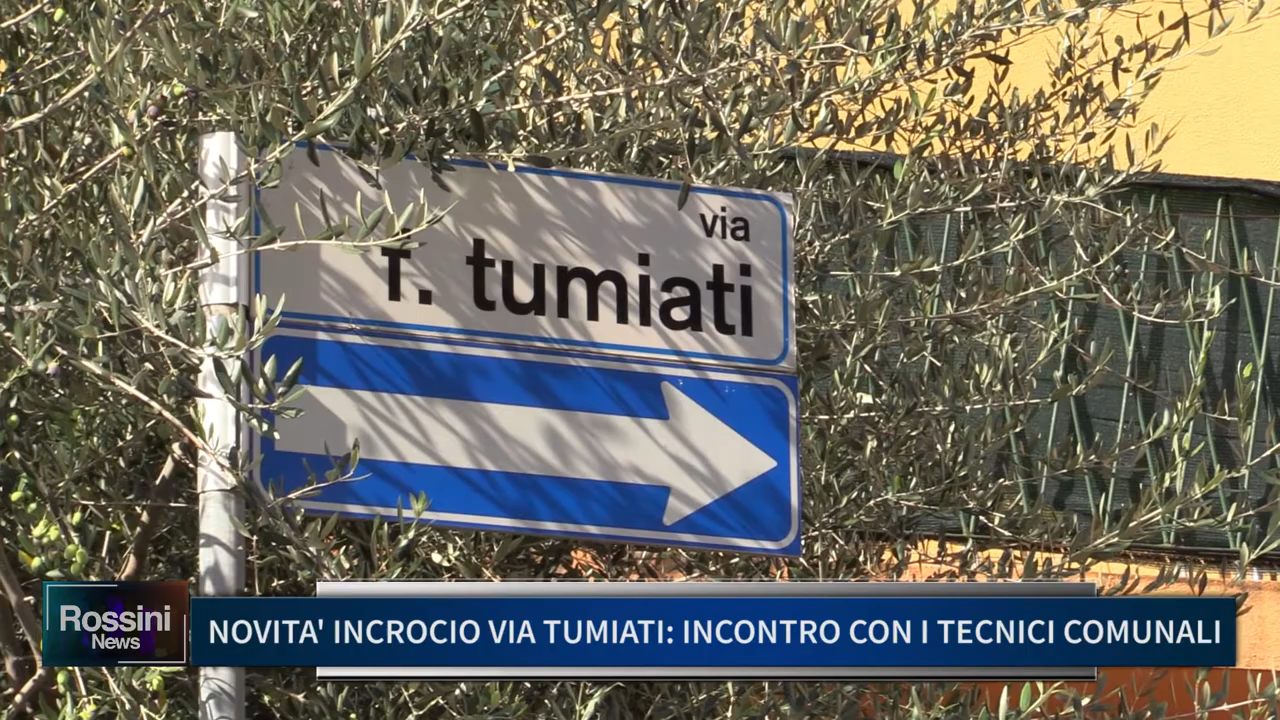 via
f. tumiati
Rossini
News
NOVITA' INCROCIO VIA TUMIATI: INCONTRO CON I TECNICI COMUNALI